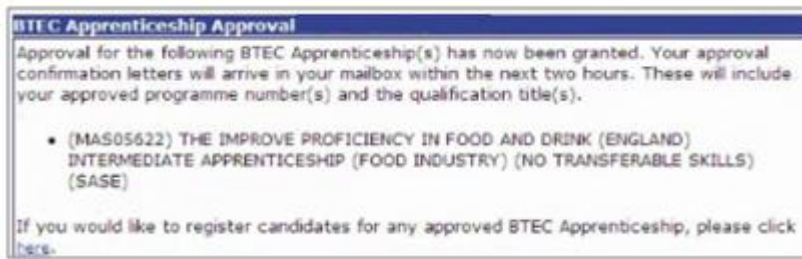 BTEC Apprenticeship Approval
Approval for the following BTEC Apprenticeship(s) has now been granted. Your approval
confirmation letters will arrive in your mailbox within the next two hours. These will include
your approved programme number(s) and the qualification title(s).
• (MAS05622) THE IMPROVE PROFICIENCY IN FOOD AND DRINK (ENGLAND)
INTERMEDIATE APPRENTICESHIP (FOOD INDUSTRY) (NO TRANSFERABLE SKILLS)
(SASE)
If you would like to register candidates for any approved BTEC Apprenticeship, please click
here.